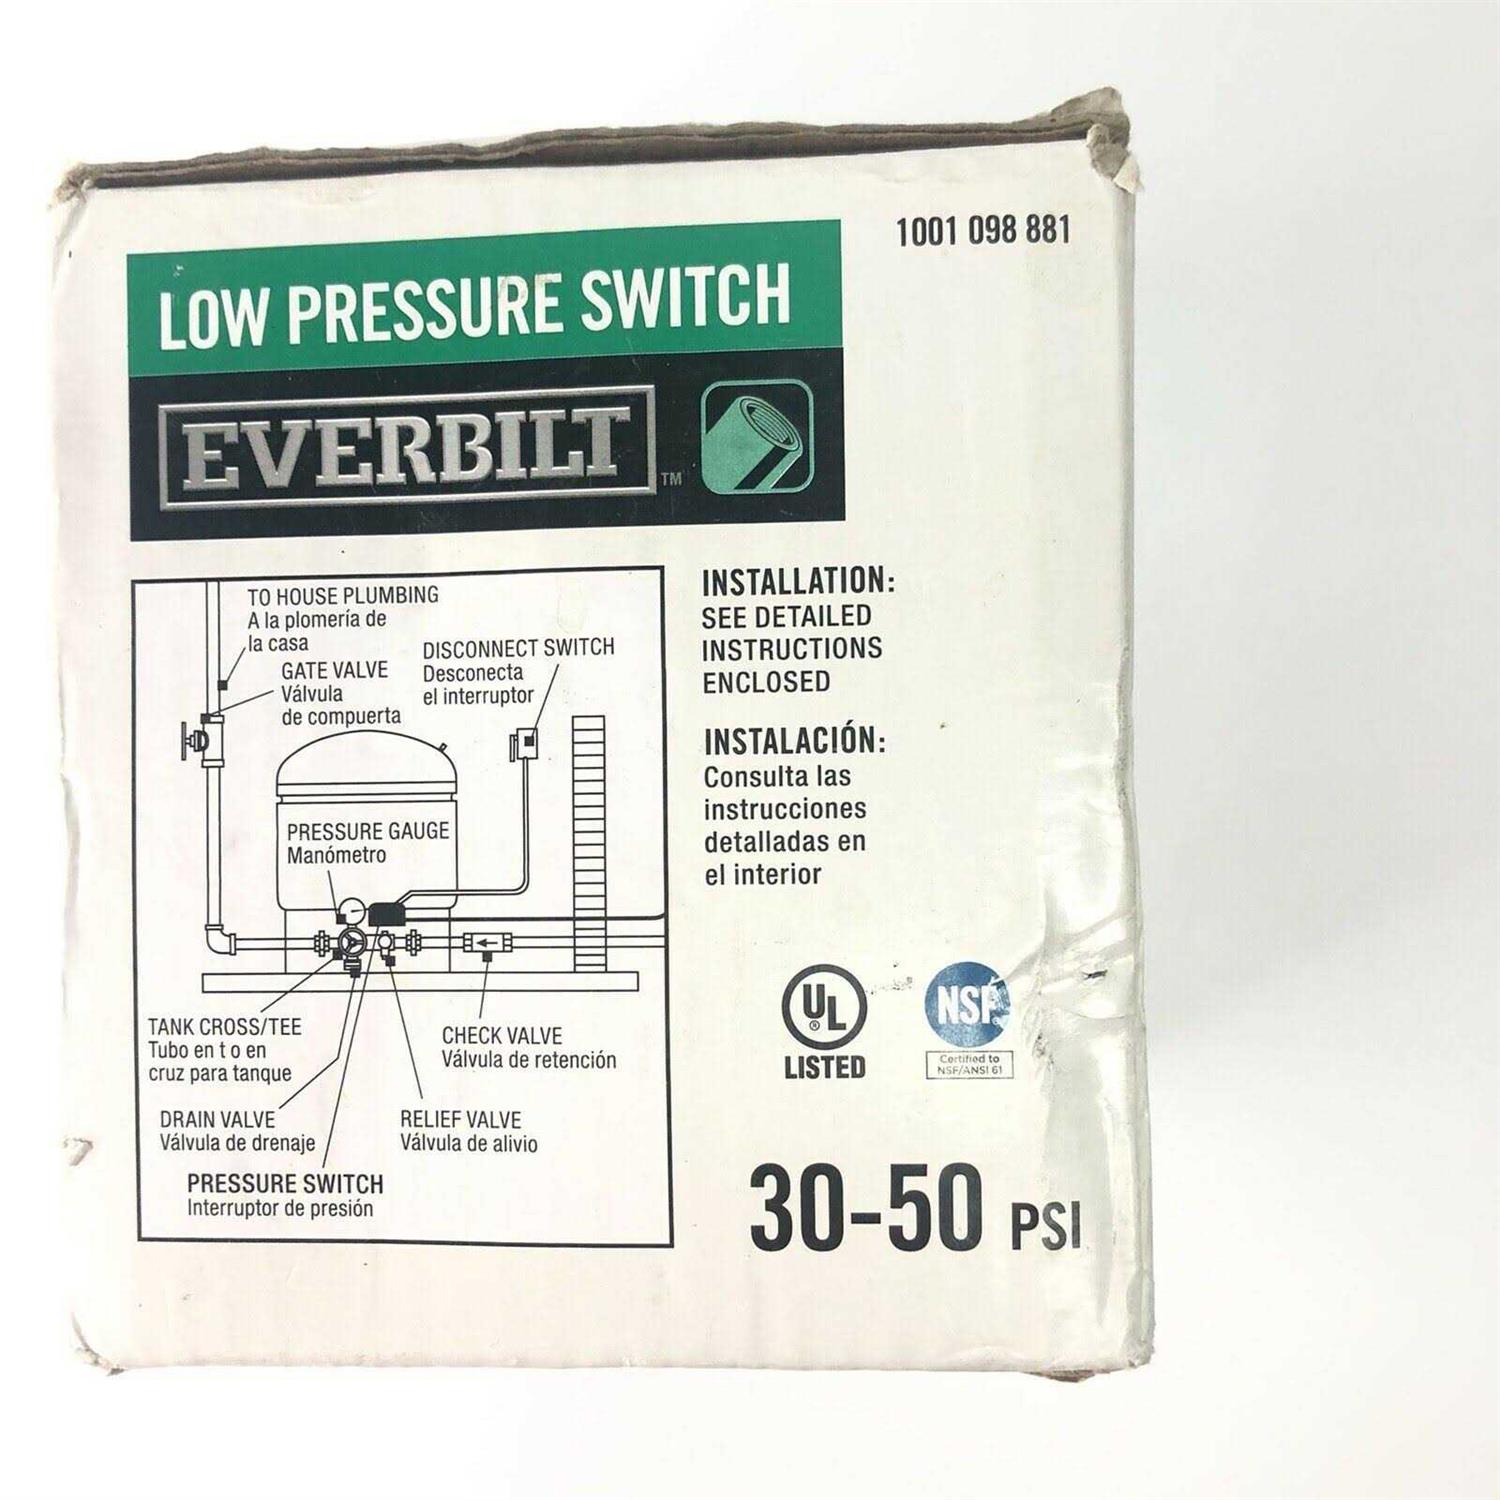 1001 098 881
LOW PRESSURE SWITCH
EVERBILT
TM
TO HOUSE PLUMBING
A la plomería de
la casa
GATE VALVE
Válvula
de compuerta
DISCONNECT SWITCH
Desconecta
el interruptor
PRESSURE GAUGE
Manómetro
TANK CROSS/TEE
Tubo en t o en
cruz para tanque
CHECK VALVE
Válvula de retención
DRAIN VALVE
Válvula de drenaje
RELIEF VALVE
Válvula de alivio
PRESSURE SWITCH
Interruptor de presión
INSTALLATION:
SEE DETAILED
INSTRUCTIONS
ENCLOSED
INSTALACIÓN:
Consulta las
instrucciones
detalladas en
el interior
UL
®
LISTED
NSF
Certified to
NSF/ANSI 61
30-50 PSI